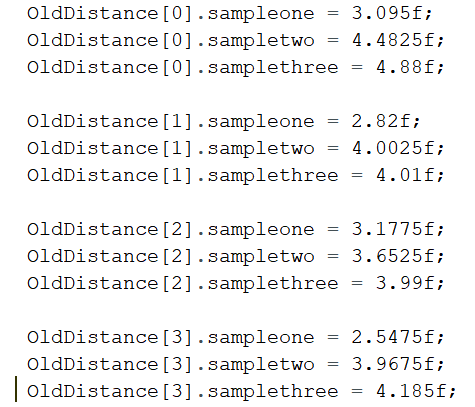 OldDistance[0].sampleone = 3.095f;
OldDistance[0].sampletwo = 4.4825f;
OldDistance[0].samplethree = 4.88f;
OldDistance[1].sampleone = 2.82f;
OldDistance[1].sampletwo = 4.0025f;
OldDistance[1].samplethree = 4.01f;
OldDistance[2].sampleone = 3.1775f;
OldDistance[2].sampletwo = 3.6525f;
OldDistance[2].samplethree = 3.99f;
OldDistance[3].sampleone = 2.5475f;
OldDistance[3].sampletwo = 3.9675f;
OldDistance[3].samplethree = 4.185f;